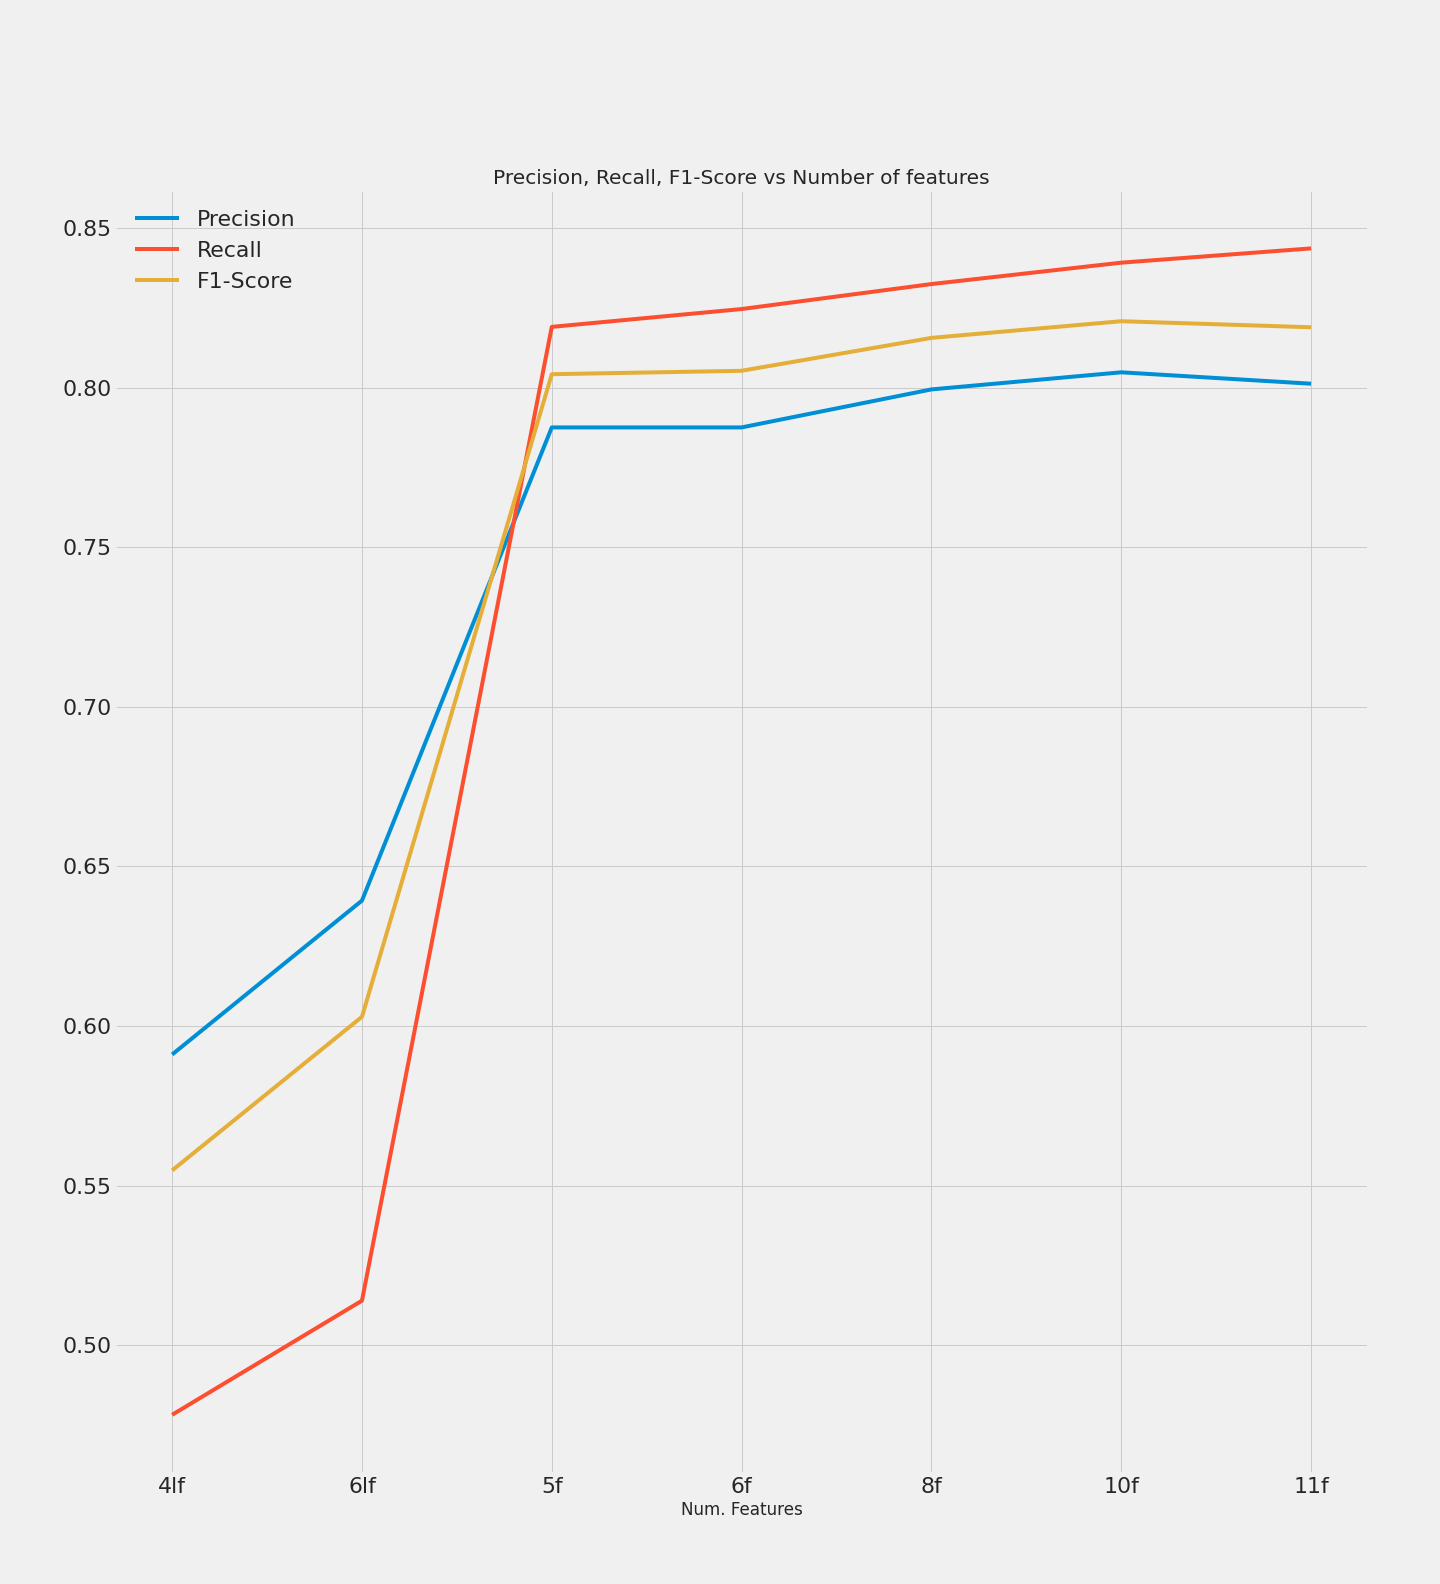 Precision, Recall, F1-Score vs Number of features
Precision
Recall
F1-Score
0.85
0.80
0.75
0.70
0.65
0.60
0.55
0.50
4lf 6lf 5f 6f 8f 10f 11f
Num. Features